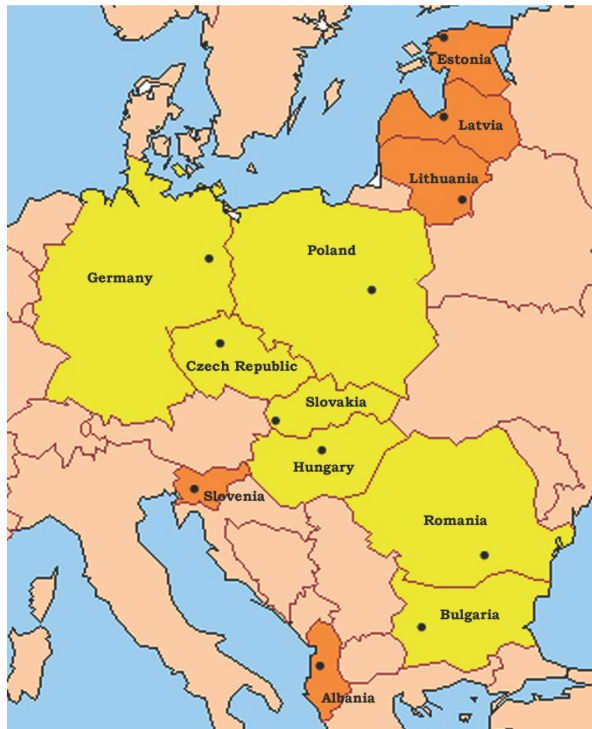 Estonia
Latvia
Lithuania
Poland
Germany
Czech Republic
Slovakia
Hungary
Slovenia
Romania
Bulgaria
Albania